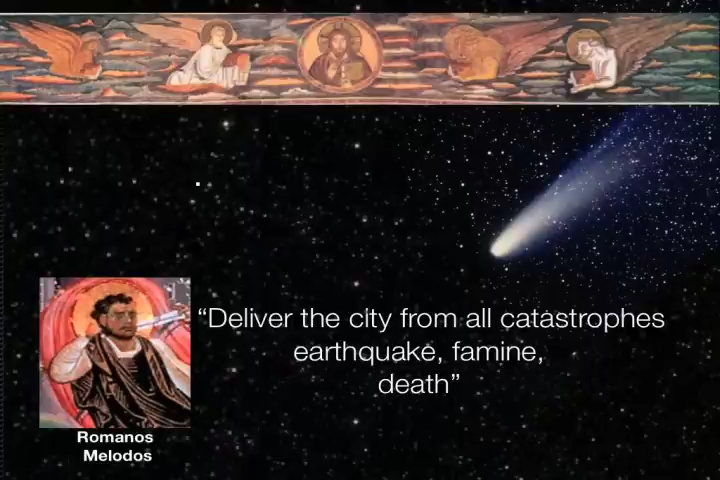 “Deliver the city from all catastrophes
earthquake, famine,
death”
Romanos
Melodos